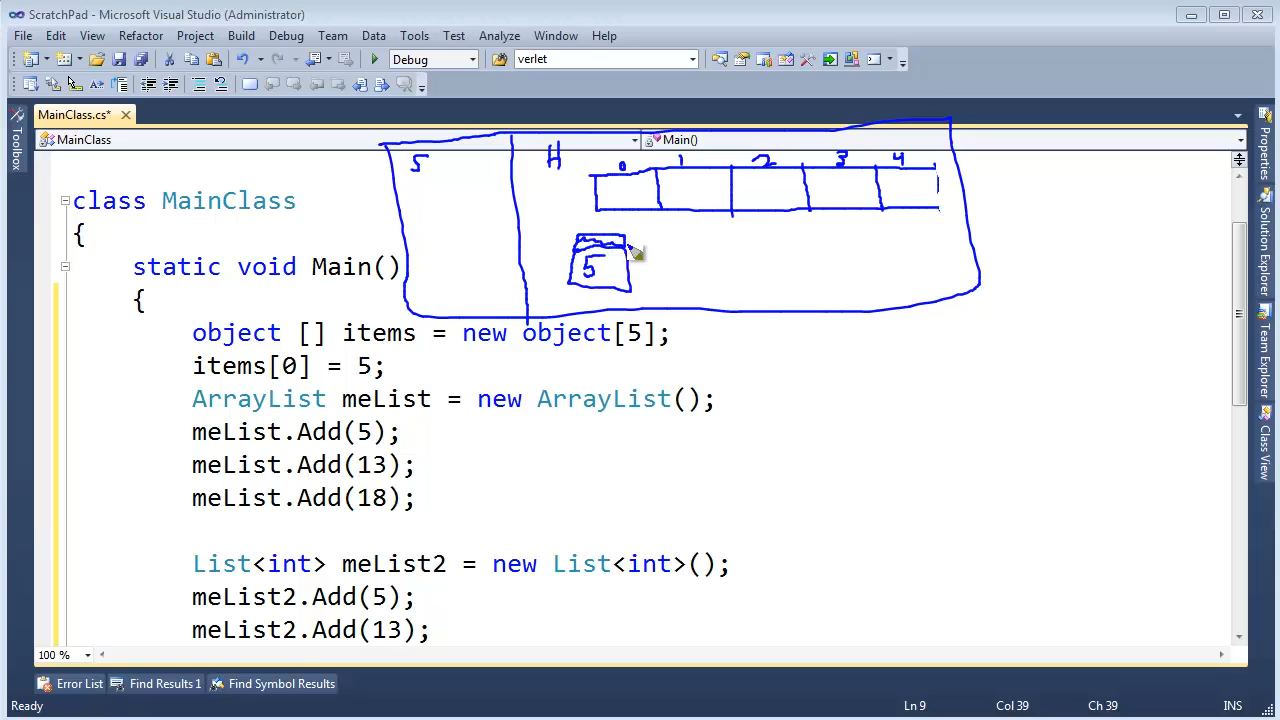 ScratchPad - Microsoft Visual Studio (Administrator)
File Edit View Refactor Project Build Debug Team Data Tools Test Analyze Window Help
Debug verlet
MainClass.cs*
MainClass Main()
S H 0 1 2 3 4
5
class MainClass
{
static void Main()
{
object [] items = new object[5];
items[0] = 5;
ArrayList meList = new ArrayList();
meList.Add(5);
meList.Add(13);
meList.Add(18);
List<int> meList2 = new List<int>();
meList2.Add(5);
meList2.Add(13);
100 %
Error List Find Results 1 Find Symbol Results
Ready Ln 9 Col 39 Ch 39 INS
Toolbox
Properties
Solution Explorer
Team Explorer
Class View